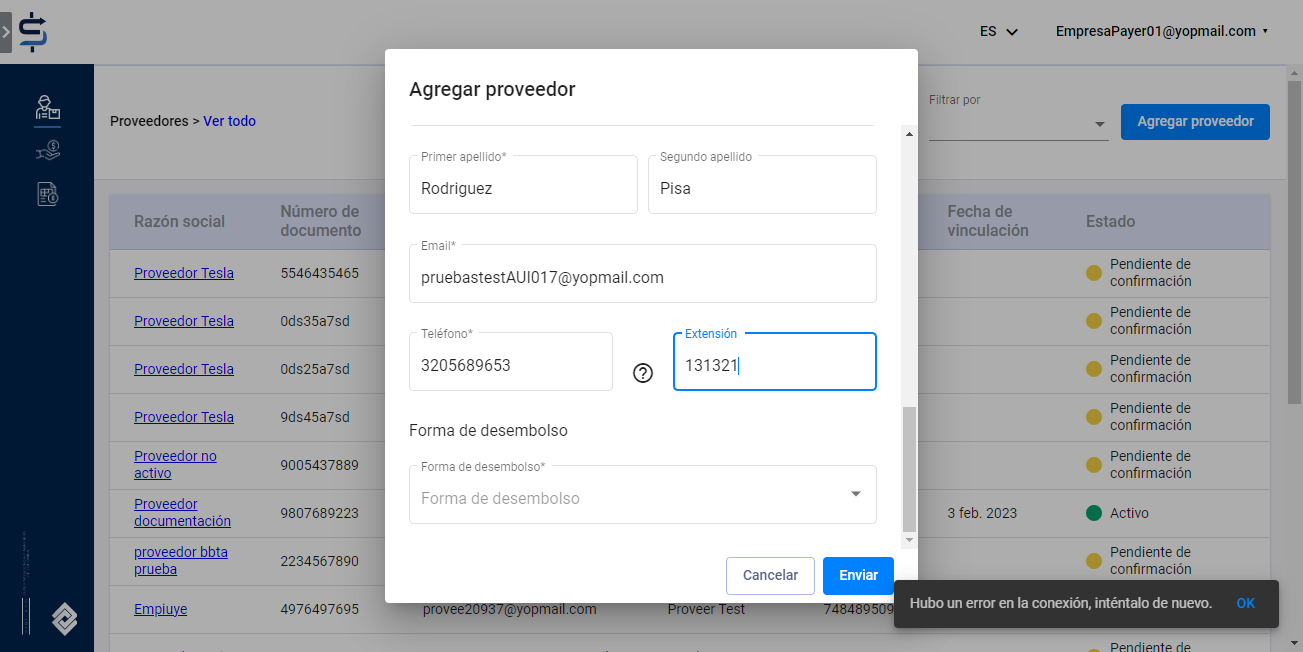 ES
EmpresaPayer01@yopmail.com
Proveedores > Ver todo
Filtrar por
Agregar proveedor
Razón social
Número de
documento
Fecha de
vinculación
Estado
Proveedor Tesla
5546435465
Pendiente de
confirmación
Proveedor Tesla
0ds35a7sd
Pendiente de
confirmación
Proveedor Tesla
0ds25a7sd
Pendiente de
confirmación
Proveedor Tesla
9ds45a7sd
Pendiente de
confirmación
Proveedor no
activo
9005437889
Pendiente de
confirmación
Proveedor
documentación
9807689223
3 feb. 2023
Activo
proveedor bbta
prueba
2234567890
Pendiente de
confirmación
Empiuye
4976497695
provee20937@yopmail.com
Proveer Test
748489509
Agregar proveedor
Primer apellido*
Rodriguez
Segundo apellido
Pisa
Email*
pruebastestAUI017@yopmail.com
Teléfono*
3205689653
Extensión
131321
Forma de desembolso
Forma de desembolso*
Forma de desembolso
Cancelar
Enviar
Hubo un error en la conexión, inténtalo de nuevo.
OK
Pendiente de